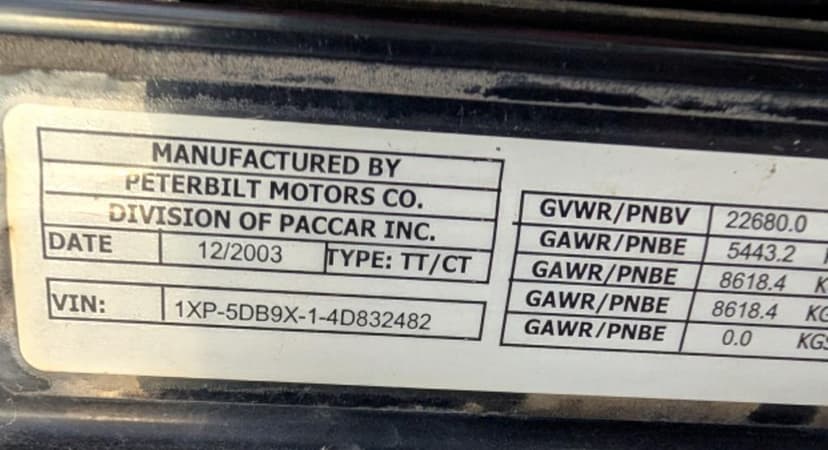 MANUFACTURED BY
PETERBILT MOTORS CO.
DIVISION OF PACCAR INC.
DATE 12/2003 TYPE: TT/CT
VIN: 1XP-5DB9X-1-4D832482
GVWR/PNBV 22680.0
GAWR/PNBE 5443.2
GAWR/PNBE 8618.4 K
GAWR/PNBE 8618.4 KG
GAWR/PNBE 0.0 KGS